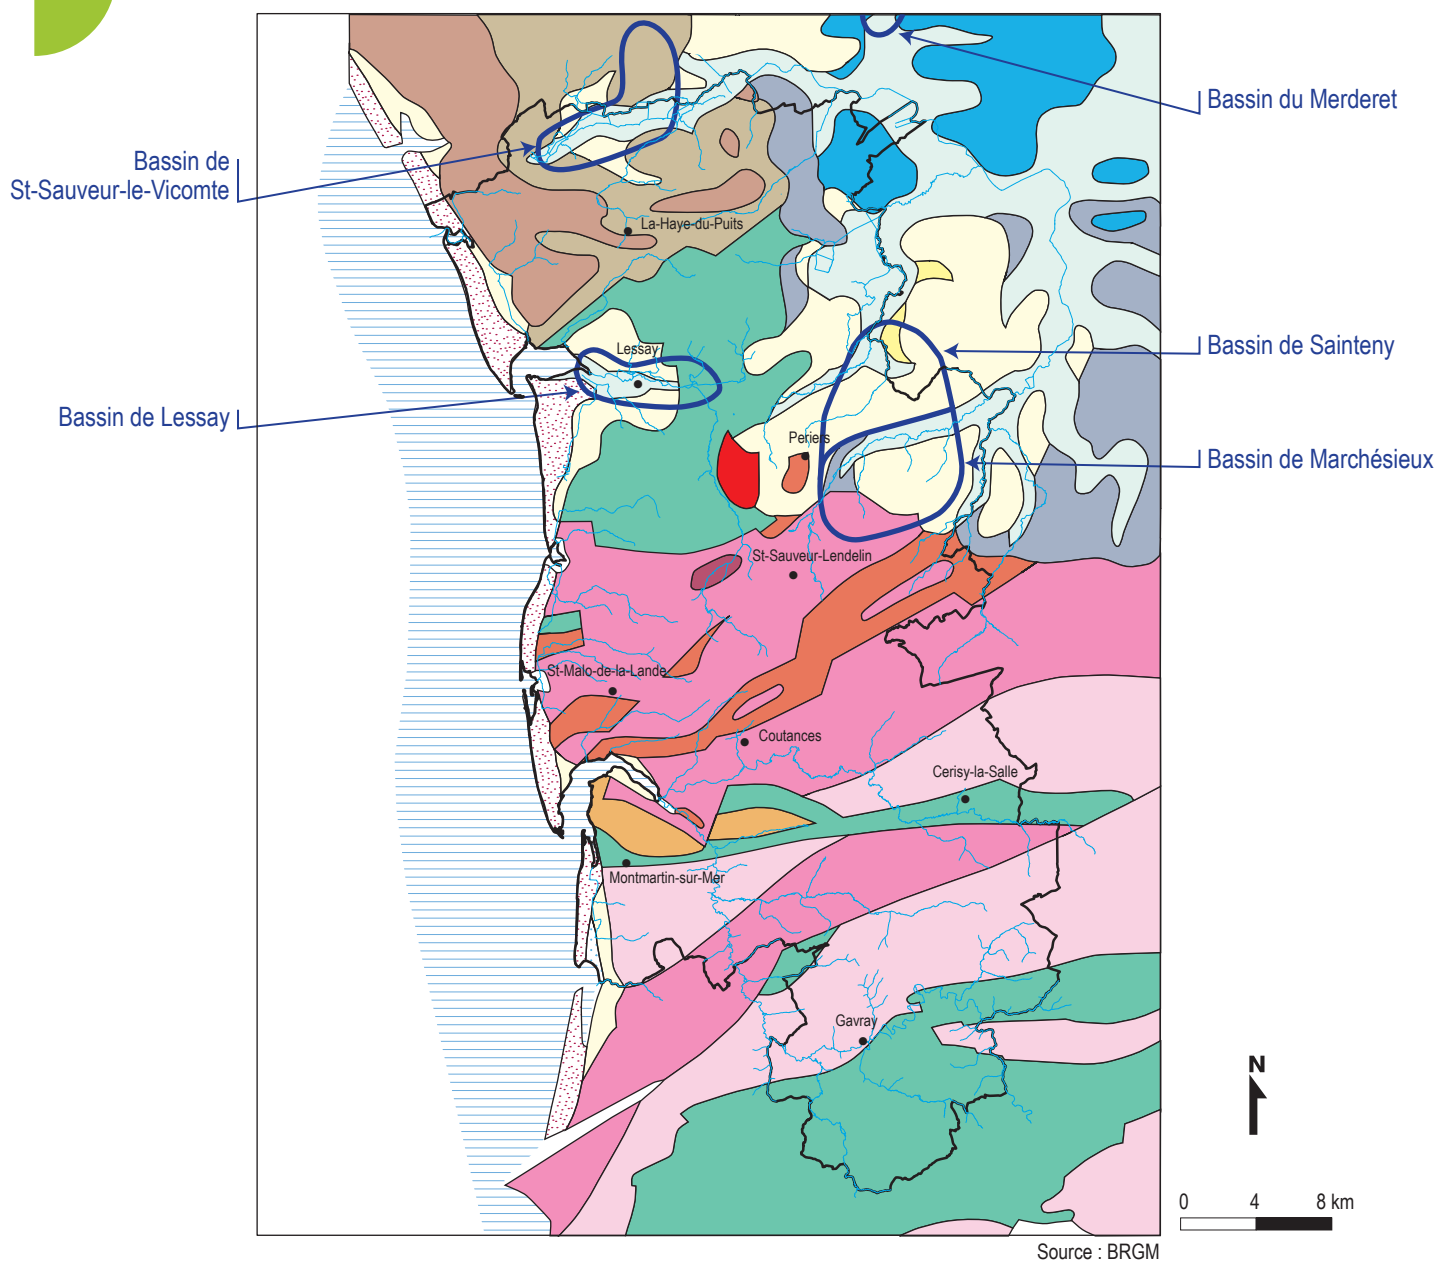 Bassin du Merderet
Bassin de
St-Sauveur-le-Vicomte
La-Haye-du-Puits
Bassin de Sainteny
Lessay
Bassin de Lessay
Periers
Bassin de Marchésieux
St-Sauveur-Lendelin
St-Malo-de-la-Lande
Coutances
Cerisy-la-Salle
Montmartin-sur-Mer
Gavray
N
0 4 8 km
Source : BRGM